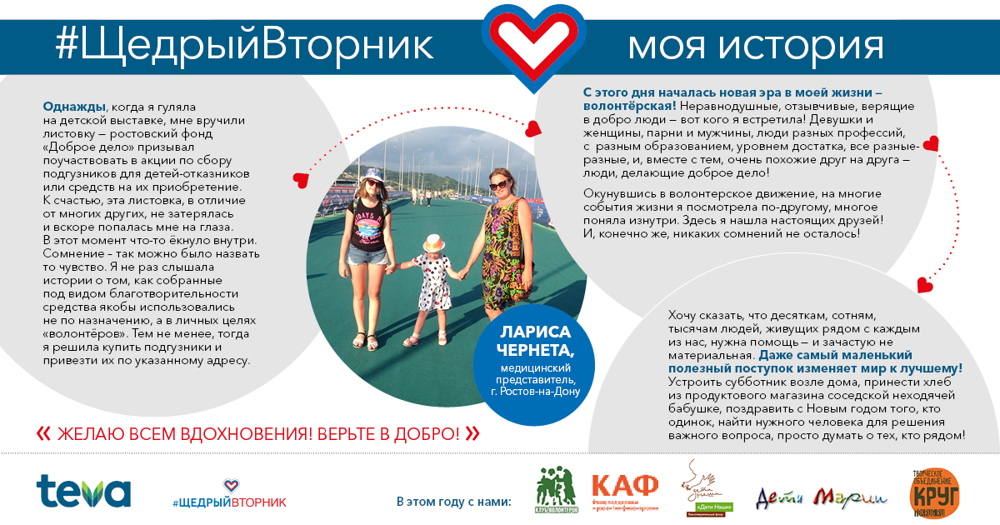 #ЩедрыйВторник
моя история
Однажды, когда я гуляла
на детской выставке, мне вручили
листовку — ростовский фонд
«Доброе дело» призывал
поучаствовать в акции по сбору
подгузников для детей-отказников
или средств на их приобретение.
К счастью, эта листовка, в отличие
от многих других, не затерялась
и вскоре попалась мне на глаза.
В этот момент что-то ёкнуло внутри.
Сомнение – так можно было назвать
то чувство. Я не раз слышала
истории о том, как собранные
под видом благотворительности
средства якобы использовались
не по назначению, а в личных целях
«волонтёров». Тем не менее, тогда
я решила купить подгузники и
привезти их по указанному адресу.
С этого дня началась новая эра в моей жизни —
волонтёрская! Неравнодушные, отзывчивые, верящие
в добро люди — вот кого я встретила! Девушки и
женщины, парни и мужчины, люди разных профессий,
с разным образованием, уровнем достатка, все разные-
разные, и, вместе с тем, очень похожие друг на друга —
люди, делающие доброе дело!
Окунувшись в волонтерское движение, на многие
события жизни я посмотрела по-другому, многое
поняла изнутри. Здесь я нашла настоящих друзей!
И, конечно же, никаких сомнений не осталось!
ЛАРИСА
ЧЕРНЕТА,
медицинский
представитель,
г. Ростов-на-Дону
Хочу сказать, что десяткам, сотням,
тысячам людей, живущих рядом с каждым
из нас, нужна помощь — и зачастую не
материальная. Даже самый маленький
полезный поступок изменяет мир к лучшему!
Устроить субботник возле дома, принести хлеб
из продуктового магазина соседской неходячей
бабушке, поздравить с Новым годом того, кто
одинок, найти нужного человека для решения
важного вопроса, просто думать о тех, кто рядом!
« ЖЕЛАЮ ВСЕМ ВДОХНОВЕНИЯ! ВЕРЬТЕ В ДОБРО! »
teva
#ЩЕДРЫЙВТОРНИК
В этом году с нами:
КЛУБ ВОЛОНТЕРОВ
КАФ
Фонд поддержки
и развития филантропии
дети
наши
«Дети Наши»
Благотворительный фонд
Дети Марии
ТВОРЧЕСКОЕ
ОБЪЕДИНЕНИЕ
КРУГ